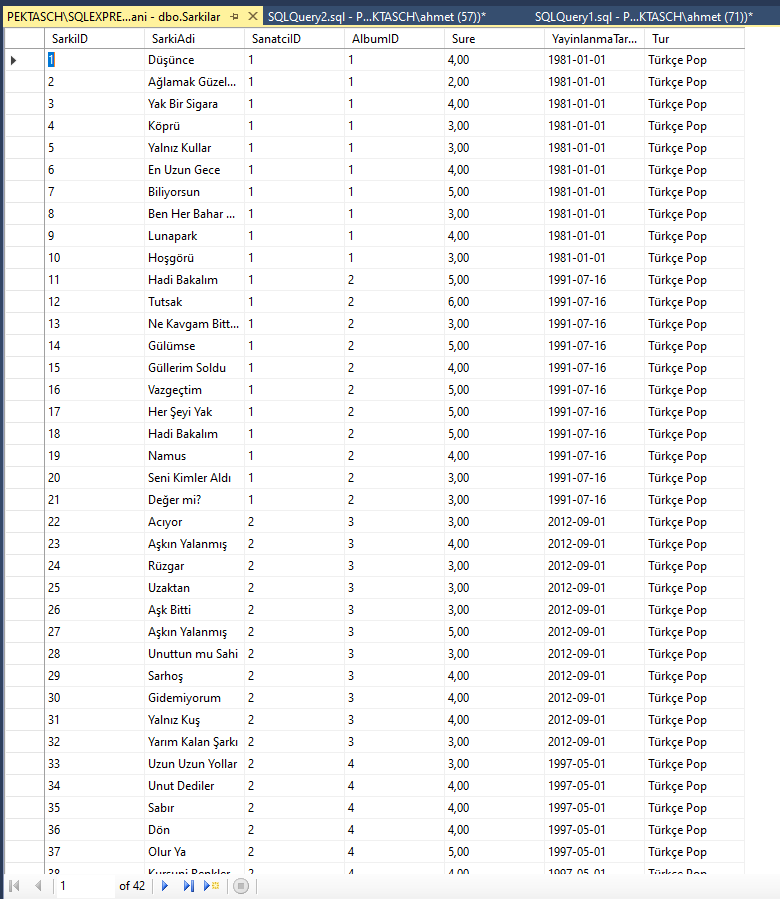 PEKTASCH\SQLEXPRE...ani - dbo.Sarkilar SQLQuery2.sql - P...KTASCH\ahmet (57))* SQLQuery1.sql - P...KTASCH\ahmet (71))*
SarkiID SarkiAdi SanatciID AlbumID Sure YayinlanmaTar... Tur
1 Düşünce 1 1 4,00 1981-01-01 Türkçe Pop
2 Ağlamak Güzel... 1 1 2,00 1981-01-01 Türkçe Pop
3 Yak Bir Sigara 1 1 4,00 1981-01-01 Türkçe Pop
4 Köprü 1 1 3,00 1981-01-01 Türkçe Pop
5 Yalnız Kullar 1 1 3,00 1981-01-01 Türkçe Pop
6 En Uzun Gece 1 1 4,00 1981-01-01 Türkçe Pop
7 Biliyorsun 1 1 5,00 1981-01-01 Türkçe Pop
8 Ben Her Bahar ... 1 1 3,00 1981-01-01 Türkçe Pop
9 Lunapark 1 1 4,00 1981-01-01 Türkçe Pop
10 Hoşgörü 1 1 3,00 1981-01-01 Türkçe Pop
11 Hadi Bakalım 1 2 5,00 1991-07-16 Türkçe Pop
12 Tutsak 1 2 6,00 1991-07-16 Türkçe Pop
13 Ne Kavgam Bitt... 1 2 3,00 1991-07-16 Türkçe Pop
14 Gülümse 1 2 5,00 1991-07-16 Türkçe Pop
15 Güllerim Soldu 1 2 4,00 1991-07-16 Türkçe Pop
16 Vazgeçtim 1 2 5,00 1991-07-16 Türkçe Pop
17 Her Şeyi Yak 1 2 5,00 1991-07-16 Türkçe Pop
18 Hadi Bakalım 1 2 5,00 1991-07-16 Türkçe Pop
19 Namus 1 2 4,00 1991-07-16 Türkçe Pop
20 Seni Kimler Aldı 1 2 3,00 1991-07-16 Türkçe Pop
21 Değer mi? 1 2 3,00 1991-07-16 Türkçe Pop
22 Acıyor 2 3 3,00 2012-09-01 Türkçe Pop
23 Aşkın Yalanmış 2 3 4,00 2012-09-01 Türkçe Pop
24 Rüzgar 2 3 3,00 2012-09-01 Türkçe Pop
25 Uzaktan 2 3 3,00 2012-09-01 Türkçe Pop
26 Aşk Bitti 2 3 3,00 2012-09-01 Türkçe Pop
27 Aşkın Yalanmış 2 3 5,00 2012-09-01 Türkçe Pop
28 Unuttun mu Sahi 2 3 3,00 2012-09-01 Türkçe Pop
29 Sarhoş 2 3 4,00 2012-09-01 Türkçe Pop
30 Gidemiyorum 2 3 4,00 2012-09-01 Türkçe Pop
31 Yalnız Kuş 2 3 4,00 2012-09-01 Türkçe Pop
32 Yarım Kalan Şarkı 2 3 3,00 2012-09-01 Türkçe Pop
33 Uzun Uzun Yollar 2 4 3,00 1997-05-01 Türkçe Pop
34 Unut Dediler 2 4 4,00 1997-05-01 Türkçe Pop
35 Sabır 2 4 4,00 1997-05-01 Türkçe Pop
36 Dön 2 4 4,00 1997-05-01 Türkçe Pop
37 Olur Ya 2 4 5,00 1997-05-01 Türkçe Pop
38 2 4 4,00 1997-05-01 Türkçe Pop
1 of 42